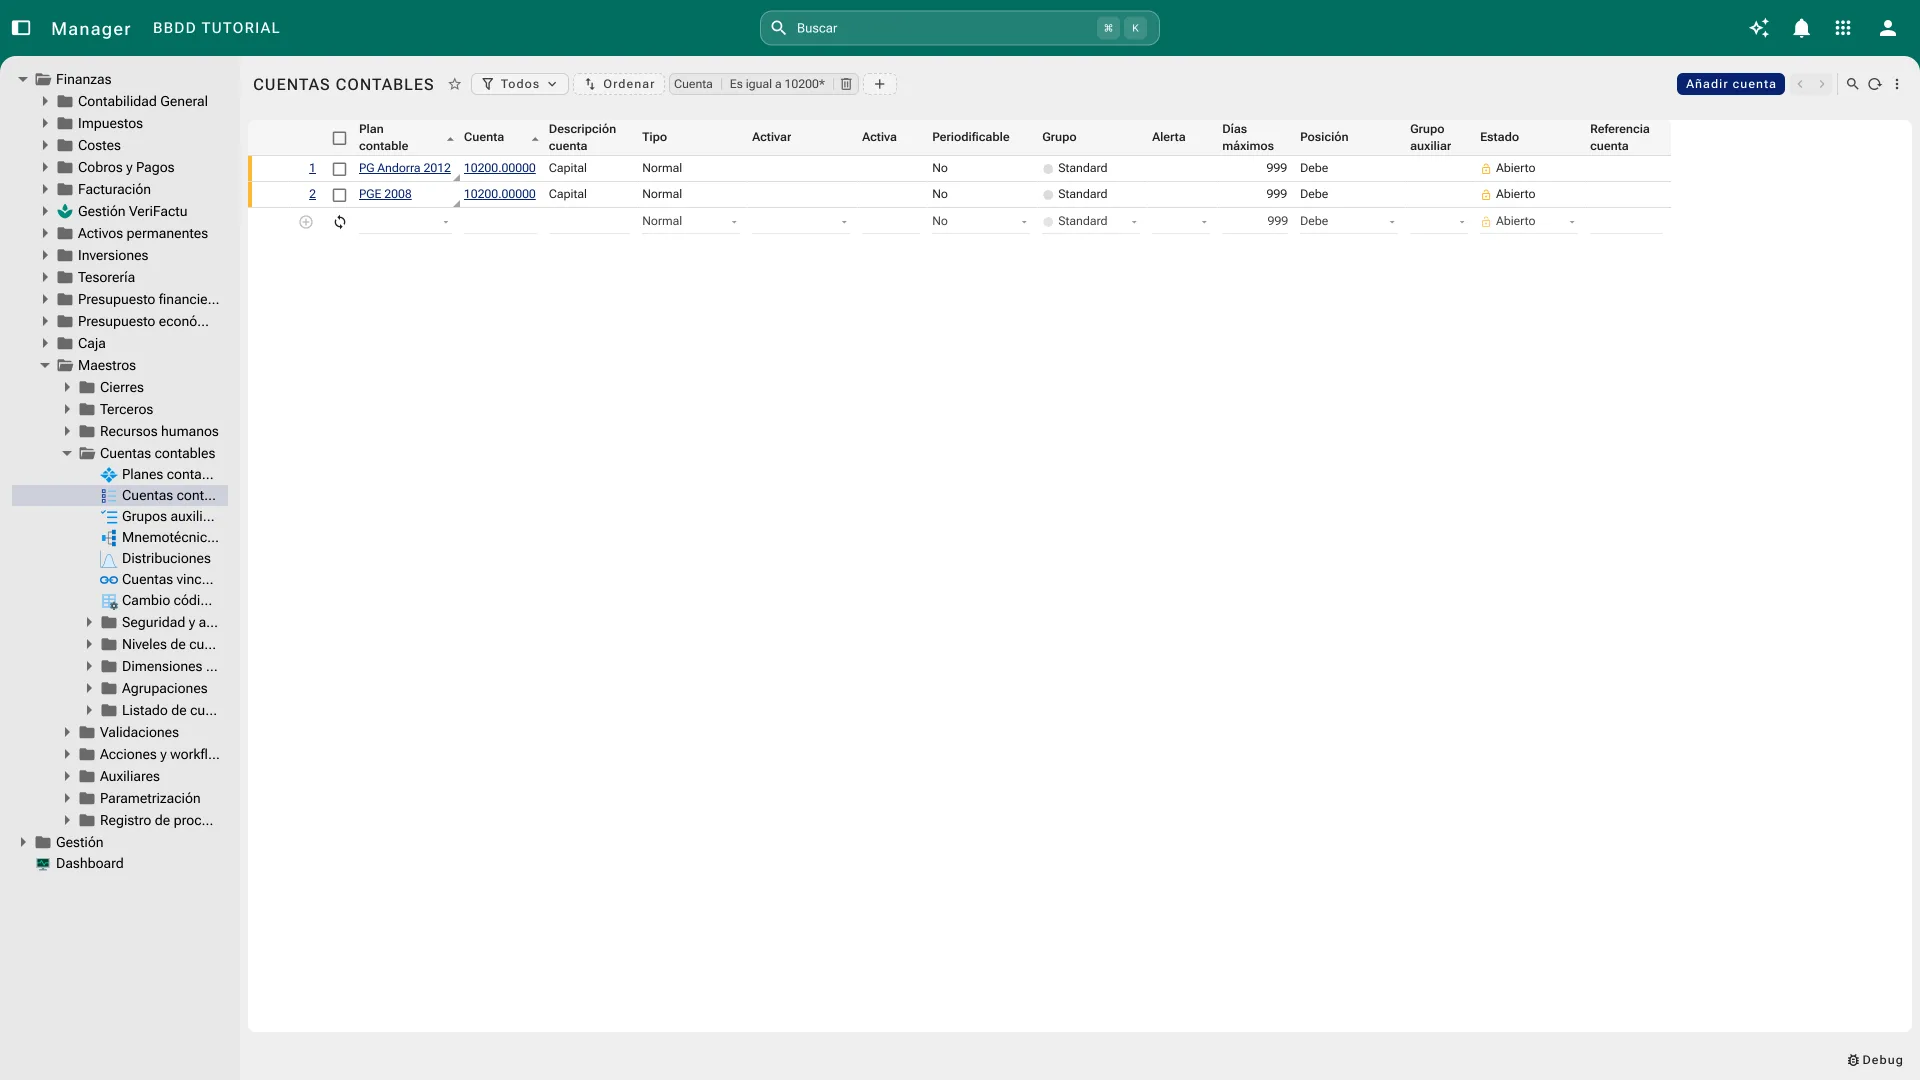 Manager
BBDD TUTORIAL
Buscar
⌘ K
Finanzas
Contabilidad General
Impuestos
Costes
Cobros y Pagos
Facturación
Gestión VeriFactu
Activos permanentes
Inversiones
Tesorería
Presupuesto financie...
Presupuesto econó...
Caja
Maestros
Cierres
Terceros
Recursos humanos
Cuentas contables
Planes conta...
Cuentas cont...
Grupos auxili...
Mnemotécnic...
Distribuciones
Cuentas vinc...
Cambio códi...
Seguridad y a...
Niveles de cu...
Dimensiones ...
Agrupaciones
Listado de cu...
Validaciones
Acciones y workfl...
Auxiliares
Parametrización
Registro de proc...
Gestión
Dashboard
CUENTAS CONTABLES
Todos
Ordenar
Cuenta Es igual a 10200*
Añadir cuenta
Plan contable Cuenta Descripción cuenta Tipo Activar Activa Periodificable Grupo Alerta Días máximos Posición Grupo auxiliar Estado Referencia cuenta
1 PG Andorra 2012 10200.00000 Capital Normal No Standard 999 Debe Abierto
2 PGE 2008 10200.00000 Capital Normal No Standard 999 Debe Abierto
Normal No Standard 999 Debe Abierto
Debug